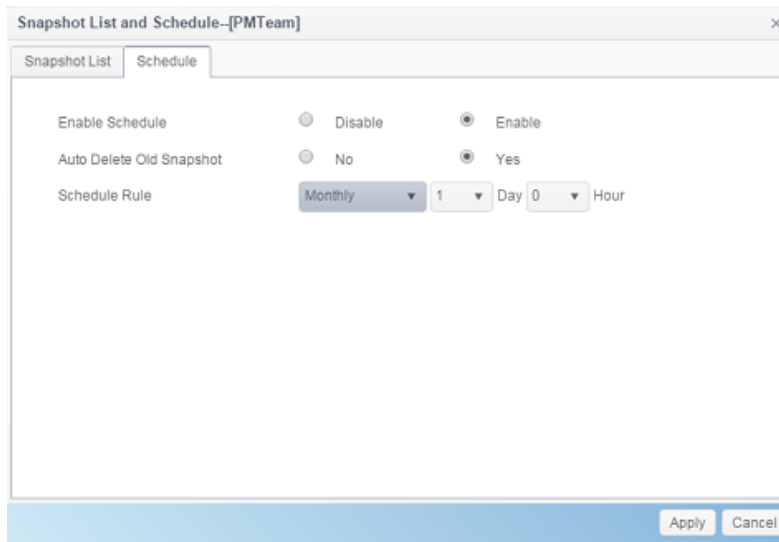 Snapshot List and Schedule--[PMTeam]
Snapshot List Schedule
Enable Schedule Disable Enable
Auto Delete Old Snapshot No Yes
Schedule Rule Monthly 1 Day 0 Hour
Apply Cancel